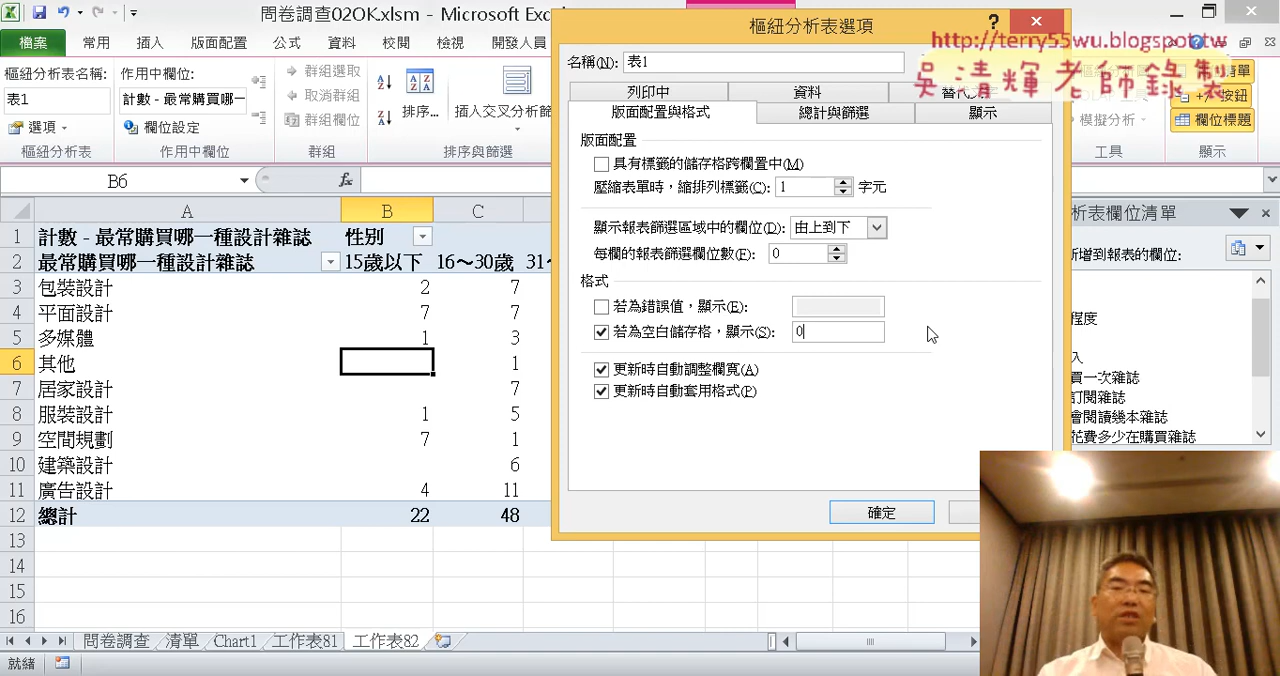 問卷調查02OK.xlsm - Microsoft Exc
樞紐分析表選項
http://terry55wu.blogspot.tw
吳清輝老師錄製
檔案 常用 插入 版面配置 公 資料 校閱 檢視 開發人員
樞紐分析表名稱:
表1
選項
樞紐分析表
作用中欄位:
計數 - 最常購買哪一
欄位設定
作用中欄位
群組選取
取消群組
群組欄位
群組
排序...
插入交叉分析篩
排序與篩選
清單
+/- 按鈕
欄位標題
模擬分析
工具
顯示
B6
fx
A B C
1 計數 - 最常購買哪一種設計雜誌 性別
2 最常購買哪一種設計雜誌 15歲以下 16～30歲 31~
3 包裝設計 2 7
4 平面設計 7 7
5 多媒體 1 3
6 其他 1
7 居家設計 7
8 服裝設計 1 5
9 空間規劃 7 1
10 建築設計 6
11 廣告設計 4 11
12 總計 22 48
13
14
15
16
問卷調查 清單 Chart1 工作表81 工作表82
就緒
名稱(N): 表1
列印中 資料 替代文字
版面配置與格式 總計與篩選 顯示
版面配置
具有標籤的儲存格跨欄置中(M)
壓縮表單時，縮排列標籤(C): 1 字元
顯示報表篩選區域中的欄位(D): 由上到下
每欄的報表篩選欄位數(F): 0
格式
若為錯誤值，顯示(E):
若為空白儲存格，顯示(S): 0
更新時自動調整欄寬(A)
更新時自動套用格式(P)
確定
析表欄位清單
新增到報表的欄位:
程度
入
買一次雜誌
訂閱雜誌
會閱讀幾本雜誌
花費多少在購買雜誌